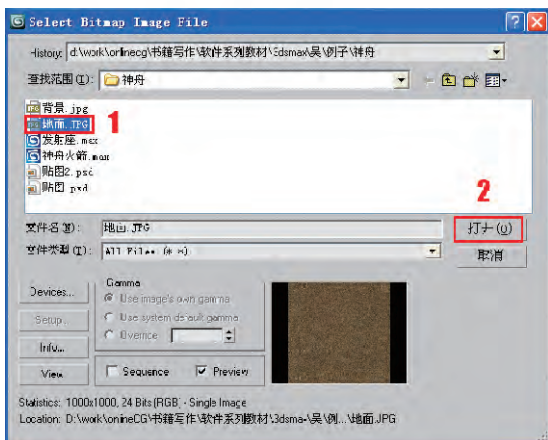 Select Bitmap Image File
History: d:\work\onlinecg\书籍写作\软件系列教材\3dsmax\吴\例子\神舟
查找范围(I): 神舟
背景.jpg
地面.JPG
1
发射座.max
神舟火箭.max
贴图2.psd
贴图.psd
2
文件名(N): 地面.JPG 打开(O)
文件类型(T): All Files (*.*) 取消
Devices...
Setup...
Info...
View
Gamma
Use image's own gamma
Use system default gamma
Override
Sequence Preview
Statistics: 1000x1000, 24 Bits (RGB) - Single Image
Location: D:\work\onlineCG\书籍写作\软件系列教材\3dsmax\吴\例...\地面.JPG